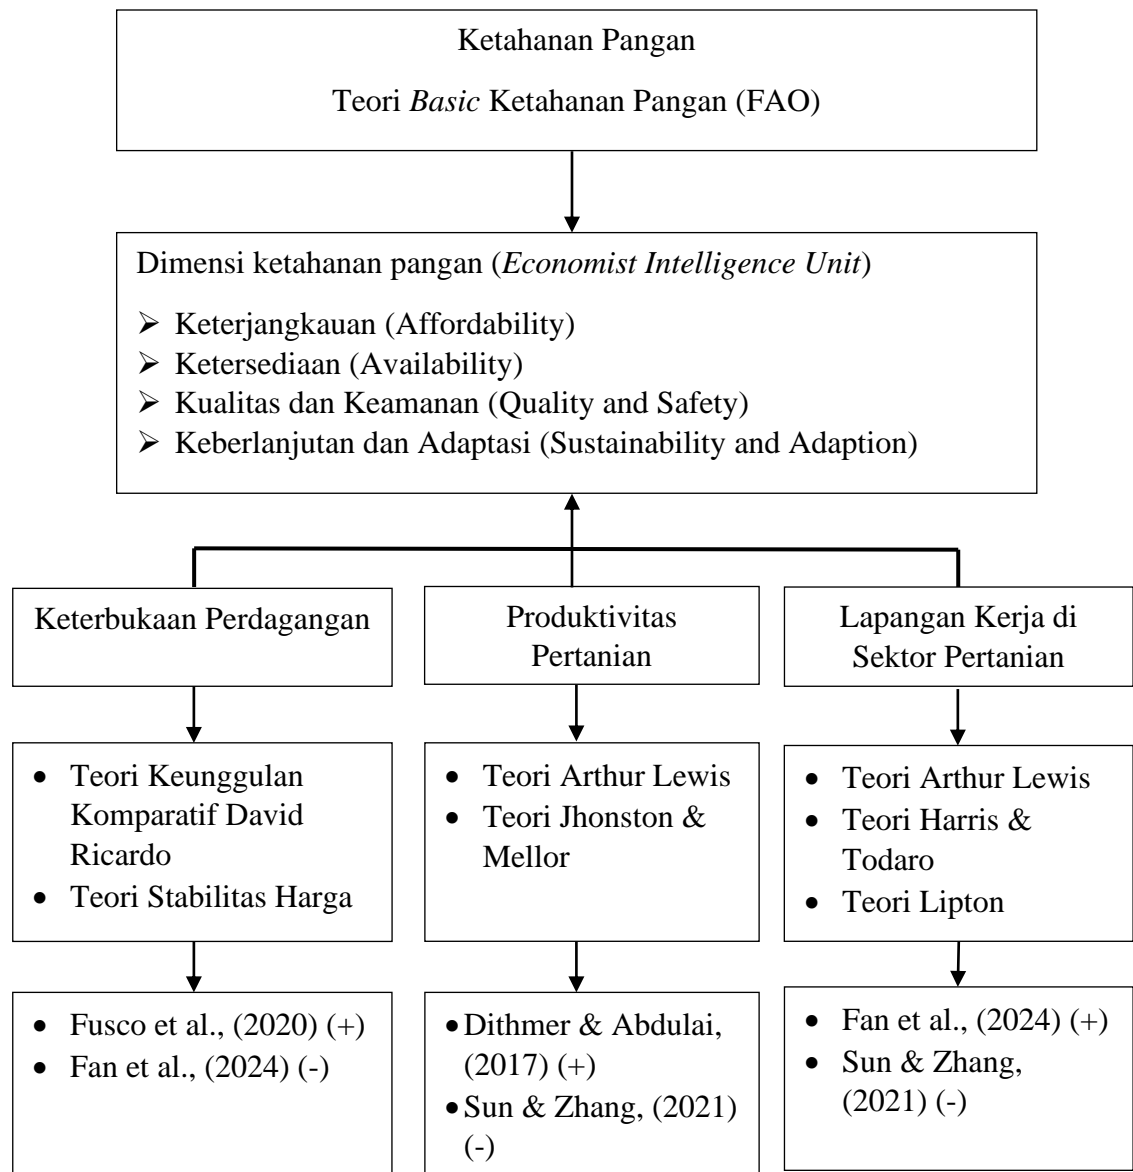 Ketahanan Pangan
Teori Basic Ketahanan Pangan (FAO)
Dimensi ketahanan pangan (Economist Intelligence Unit)
➢ Keterjangkauan (Affordability)
➢ Ketersediaan (Availability)
➢ Kualitas dan Keamanan (Quality and Safety)
➢ Keberlanjutan dan Adaptasi (Sustainability and Adaption)
Keterbukaan Perdagangan
Produktivitas
Pertanian
Lapangan Kerja di
Sektor Pertanian
• Teori Keunggulan
Komparatif David
Ricardo
• Teori Stabilitas Harga
• Teori Arthur Lewis
• Teori Jhonston &
Mellor
• Teori Arthur Lewis
• Teori Harris &
Todaro
• Teori Lipton
• Fusco et al., (2020) (+)
• Fan et al., (2024) (-)
• Dithmer & Abdulai,
(2017) (+)
• Sun & Zhang, (2021)
(-)
• Fan et al., (2024) (+)
• Sun & Zhang,
(2021) (-)